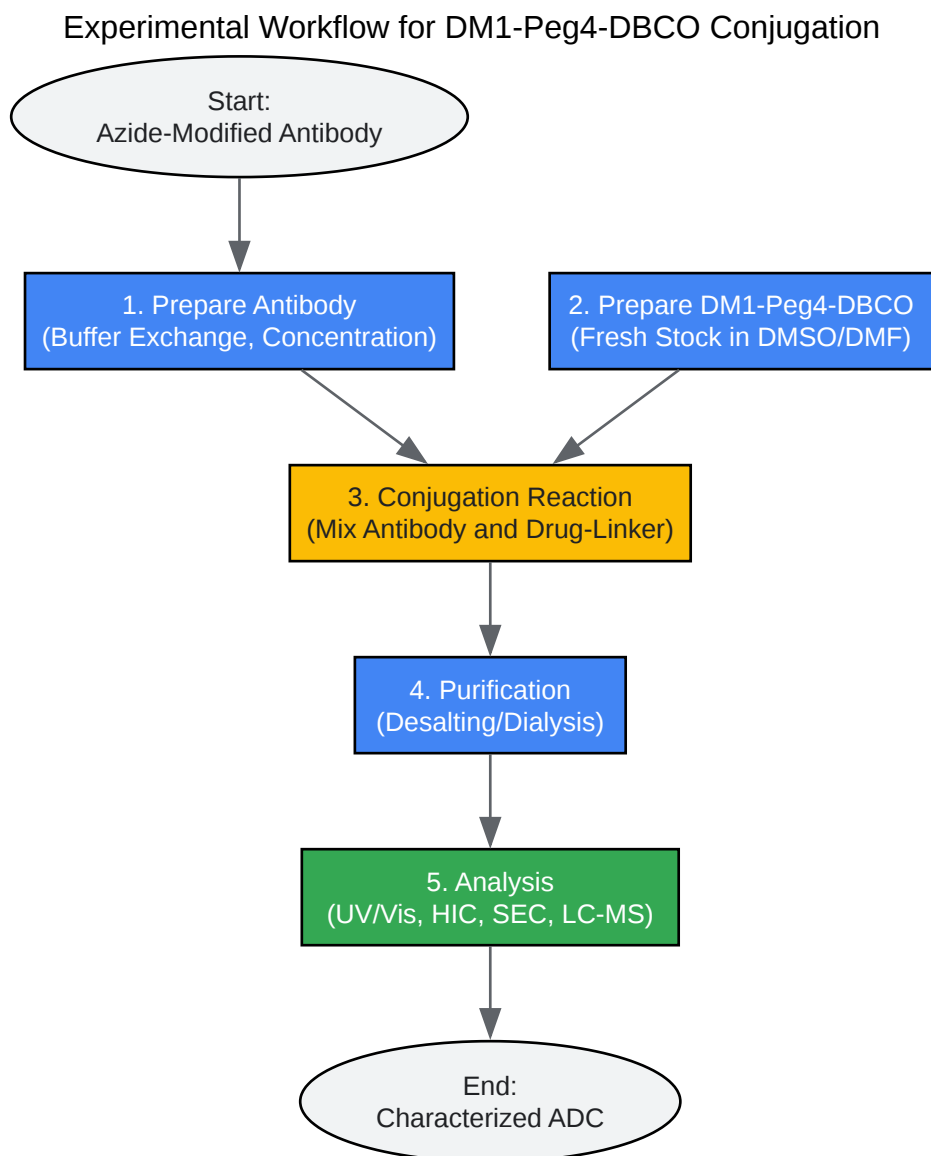 Experimental Workflow for DM1-Peg4-DBCO Conjugation
Start:
Azide-Modified Antibody
1. Prepare Antibody
(Buffer Exchange, Concentration)
2. Prepare DM1-Peg4-DBCO
(Fresh Stock in DMSO/DMF)
3. Conjugation Reaction
(Mix Antibody and Drug-Linker)
4. Purification
(Desalting/Dialysis)
5. Analysis
(UV/Vis, HIC, SEC, LC-MS)
End:
Characterized ADC